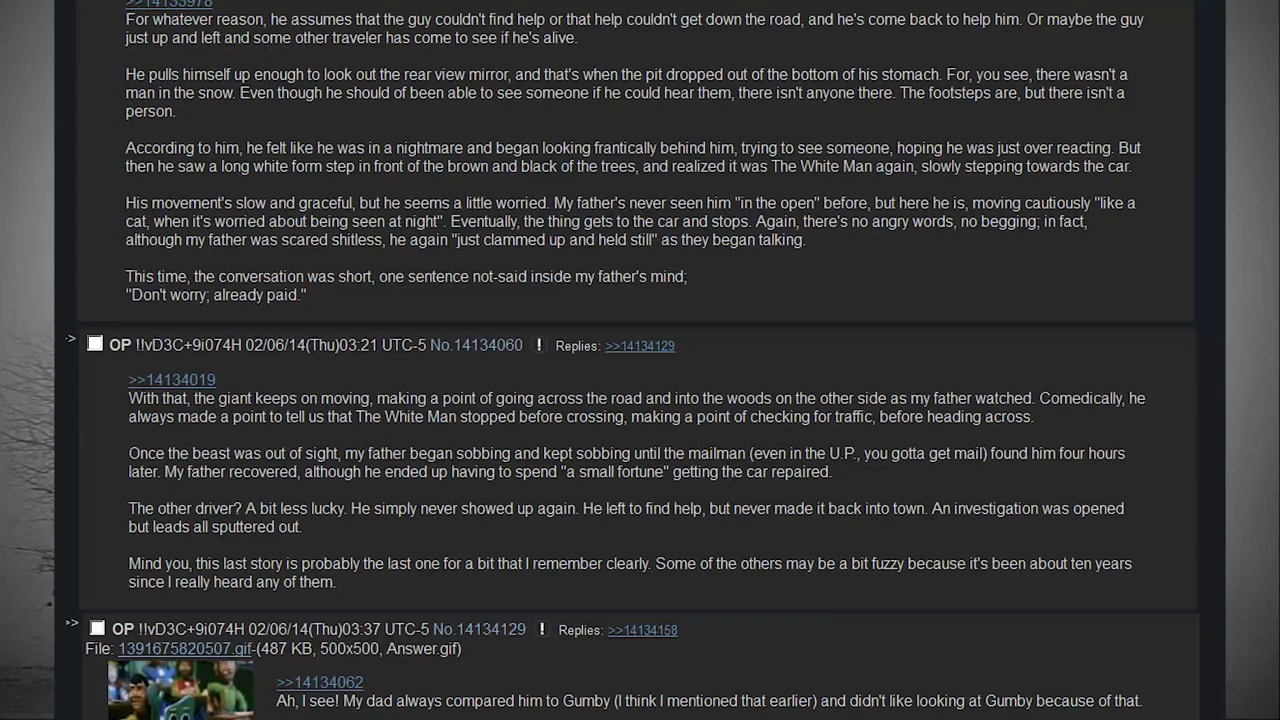 >>14133978
For whatever reason, he assumes that the guy couldn't find help or that help couldn't get down the road, and he's come back to help him. Or maybe the guy
just up and left and some other traveler has come to see if he's alive.
He pulls himself up enough to look out the rear view mirror, and that's when the pit dropped out of the bottom of his stomach. For, you see, there wasn't a
man in the snow. Even though he should of been able to see someone if he could hear them, there isn't anyone there. The footsteps are, but there isn't a
person.
According to him, he felt like he was in a nightmare and began looking frantically behind him, trying to see someone, hoping he was just over reacting. But
then he saw a long white form step in front of the brown and black of the trees, and realized it was The White Man again, slowly stepping towards the car.
His movement's slow and graceful, but he seems a little worried. My father's never seen him "in the open" before, but here he is, moving cautiously "like a
cat, when it's worried about being seen at night". Eventually, the thing gets to the car and stops. Again, there's no angry words, no begging; in fact,
although my father was scared shitless, he again "just clammed up and held still" as they began talking.
This time, the conversation was short, one sentence not-said inside my father's mind;
"Don't worry; already paid."
>> OP !!vD3C+9i074H 02/06/14(Thu)03:21 UTC-5 No.14134060 ! Replies: >>14134129
>>14134019
With that, the giant keeps on moving, making a point of going across the road and into the woods on the other side as my father watched. Comedically, he
always made a point to tell us that The White Man stopped before crossing, making a point of checking for traffic, before heading across.
Once the beast was out of sight, my father began sobbing and kept sobbing until the mailman (even in the U.P., you gotta get mail) found him four hours
later. My father recovered, although he ended up having to spend "a small fortune" getting the car repaired.
The other driver? A bit less lucky. He simply never showed up again. He left to find help, but never made it back into town. An investigation was opened
but leads all sputtered out.
Mind you, this last story is probably the last one for a bit that I remember clearly. Some of the others may be a bit fuzzy because it's been about ten years
since I really heard any of them.
>> OP !!vD3C+9i074H 02/06/14(Thu)03:37 UTC-5 No.14134129 ! Replies: >>14134158
File: 1391675820507.gif-(487 KB, 500x500, Answer.gif)
>>14134062
Ah, I see! My dad always compared him to Gumby (I think I mentioned that earlier) and didn't like looking at Gumby because of that.